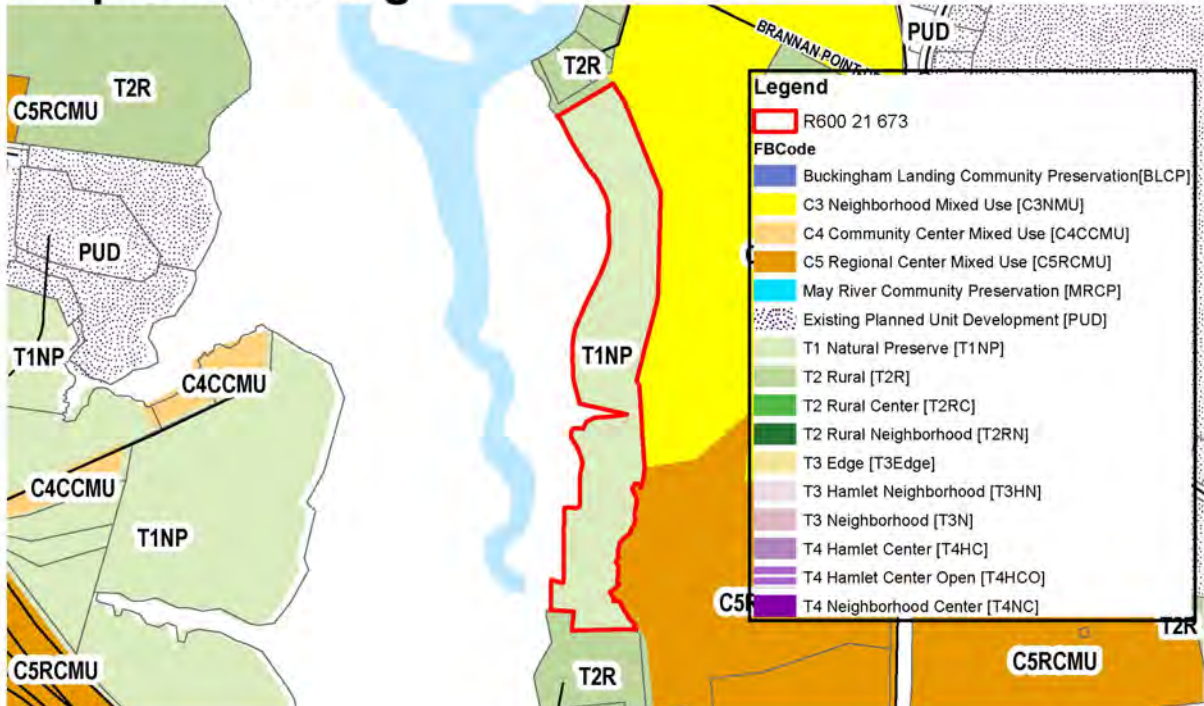 BRANNAN POINT
PUD
T2R
T2R
C5RCMU
PUD
T1NP
C4CCMU
C4CCMU
T1NP
C5RCMU
T1NP
T2R
T2R
C5RCMU
Legend
R600 21 673
FBCode
Buckingham Landing Community Preservation[BLCP]
C3 Neighborhood Mixed Use [C3NMU]
C4 Community Center Mixed Use [C4CCMU]
C5 Regional Center Mixed Use [C5RCMU]
May River Community Preservation [MRCP]
Existing Planned Unit Development [PUD]
T1 Natural Preserve [T1NP]
T2 Rural [T2R]
T2 Rural Center [T2RC]
T2 Rural Neighborhood [T2RN]
T3 Edge [T3Edge]
T3 Hamlet Neighborhood [T3HN]
T3 Neighborhood [T3N]
T4 Hamlet Center [T4HC]
T4 Hamlet Center Open [T4HCO]
T4 Neighborhood Center [T4NC]